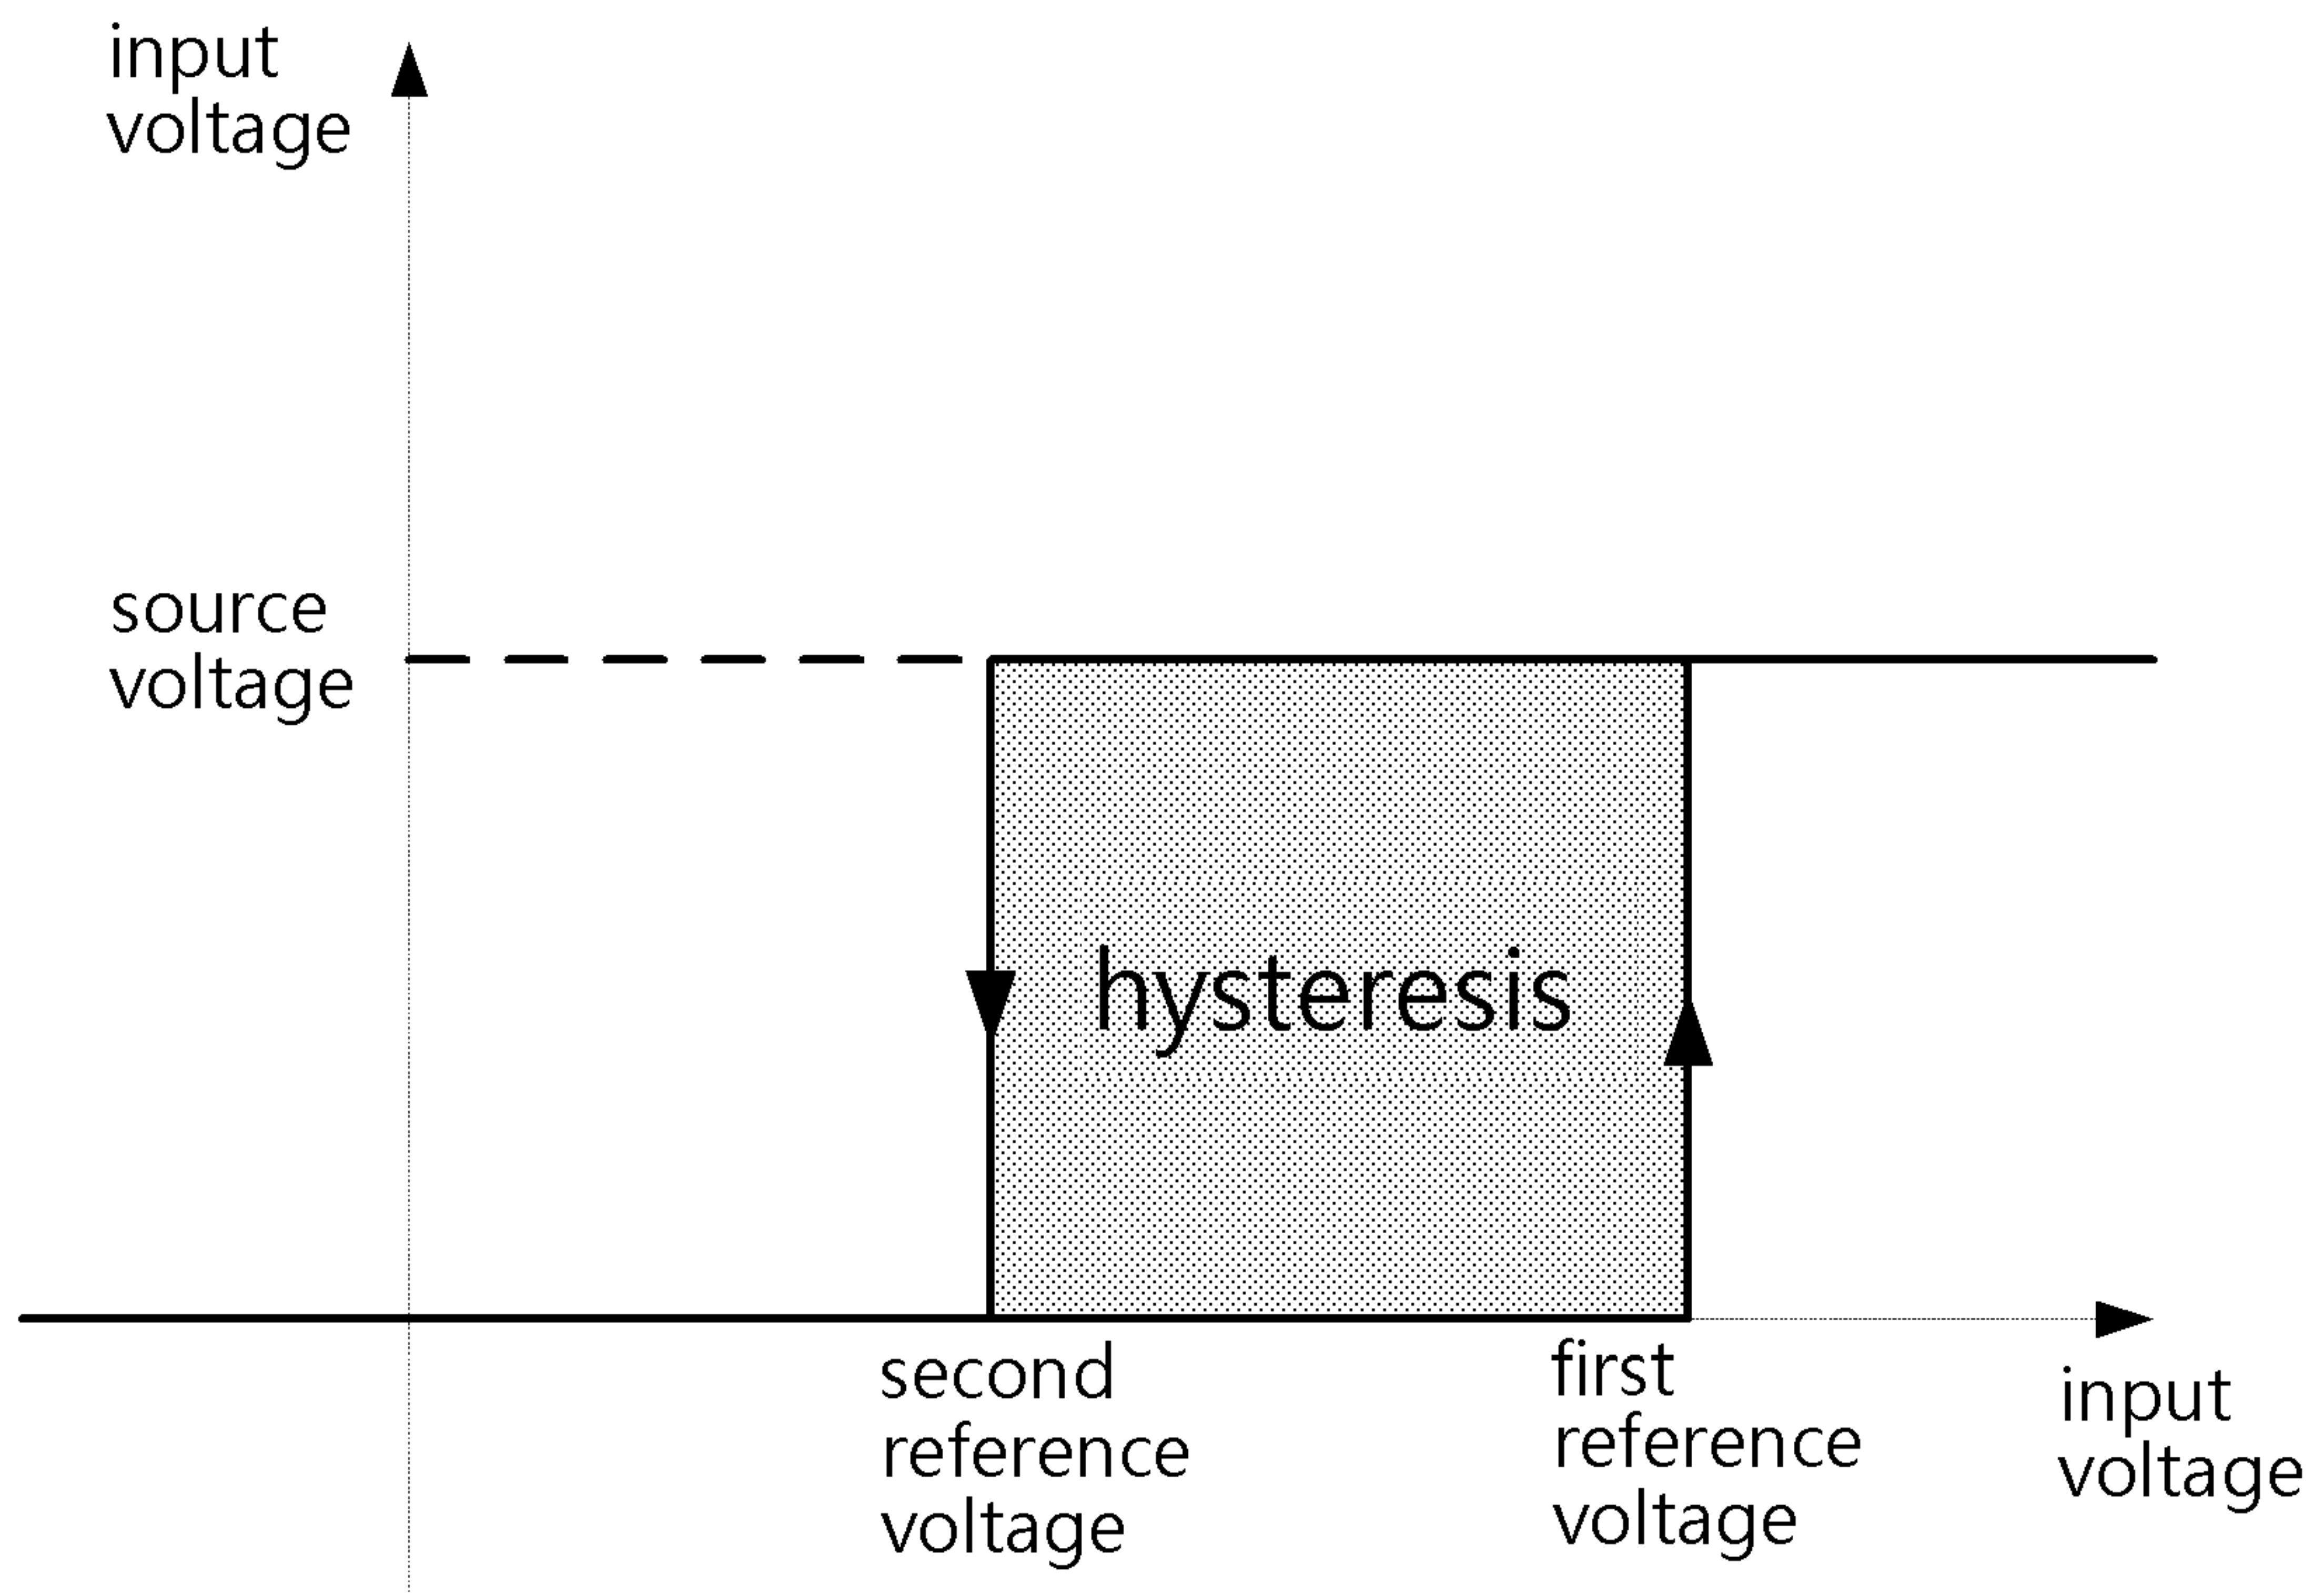 input
voltage
source
voltage
hysteresis
second
reference
voltage
first
reference
voltage
input
voltage